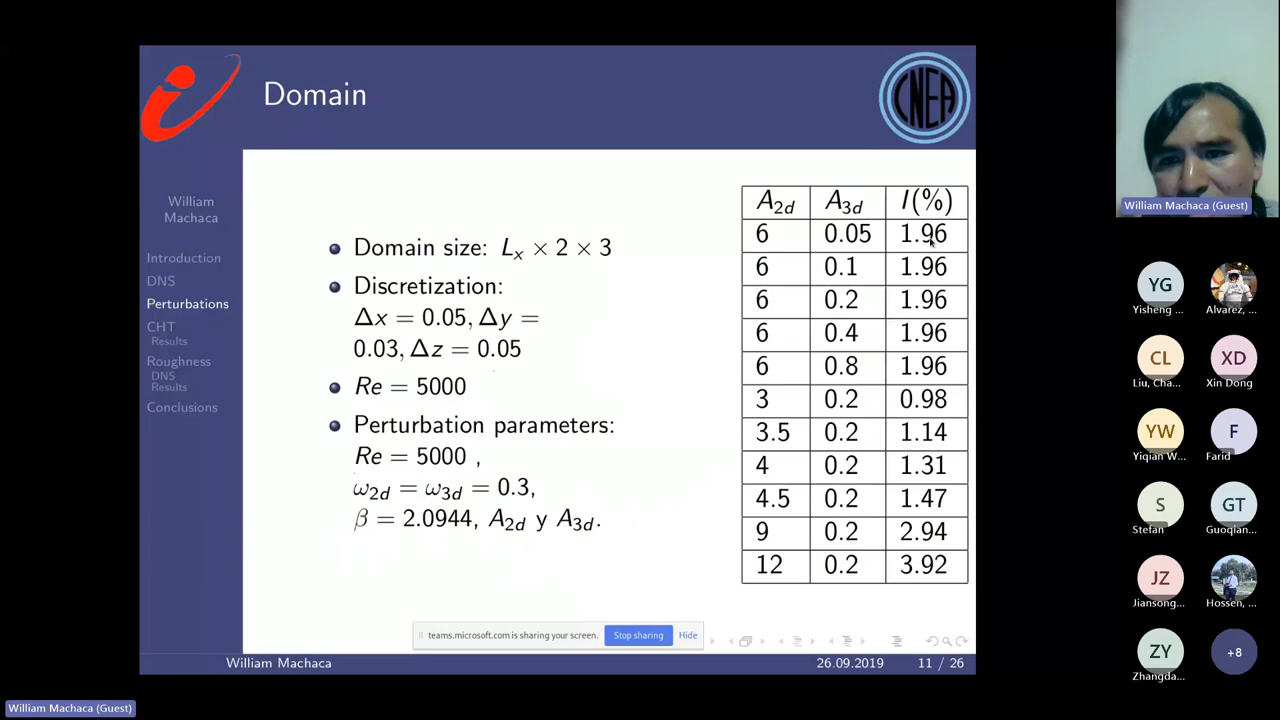 Domain
CNEA
William
Machaca
Introduction
DNS
Perturbations
CHT
Results
Roughness
DNS
Results
Conclusions
Domain size: Lₓ × 2 × 3
Discretization:
Δx = 0.05, Δy =
0.03, Δz = 0.05
Re = 5000
Perturbation parameters:
Re = 5000 ,
ω₂d = ω₃d = 0.3,
β = 2.0944, A₂d y A₃d.
A₂d A₃d I(%)
6 0.05 1.96
6 0.1 1.96
6 0.2 1.96
6 0.4 1.96
6 0.8 1.96
3 0.2 0.98
3.5 0.2 1.14
4 0.2 1.31
4.5 0.2 1.47
9 0.2 2.94
12 0.2 3.92
teams.microsoft.com is sharing your screen. Stop sharing Hide
William Machaca 26.09.2019 11 / 26
William Machaca (Guest)
William Machaca (Guest)
YG
Yisheng ... Alvarez, ...
CL XD
Liu, Cha... Xin Dong
YW F
Yiqian W... Farid
S GT
Stefan Guoqian...
JZ
Jiansong... Hossen, ...
ZY +8
Zhangda...